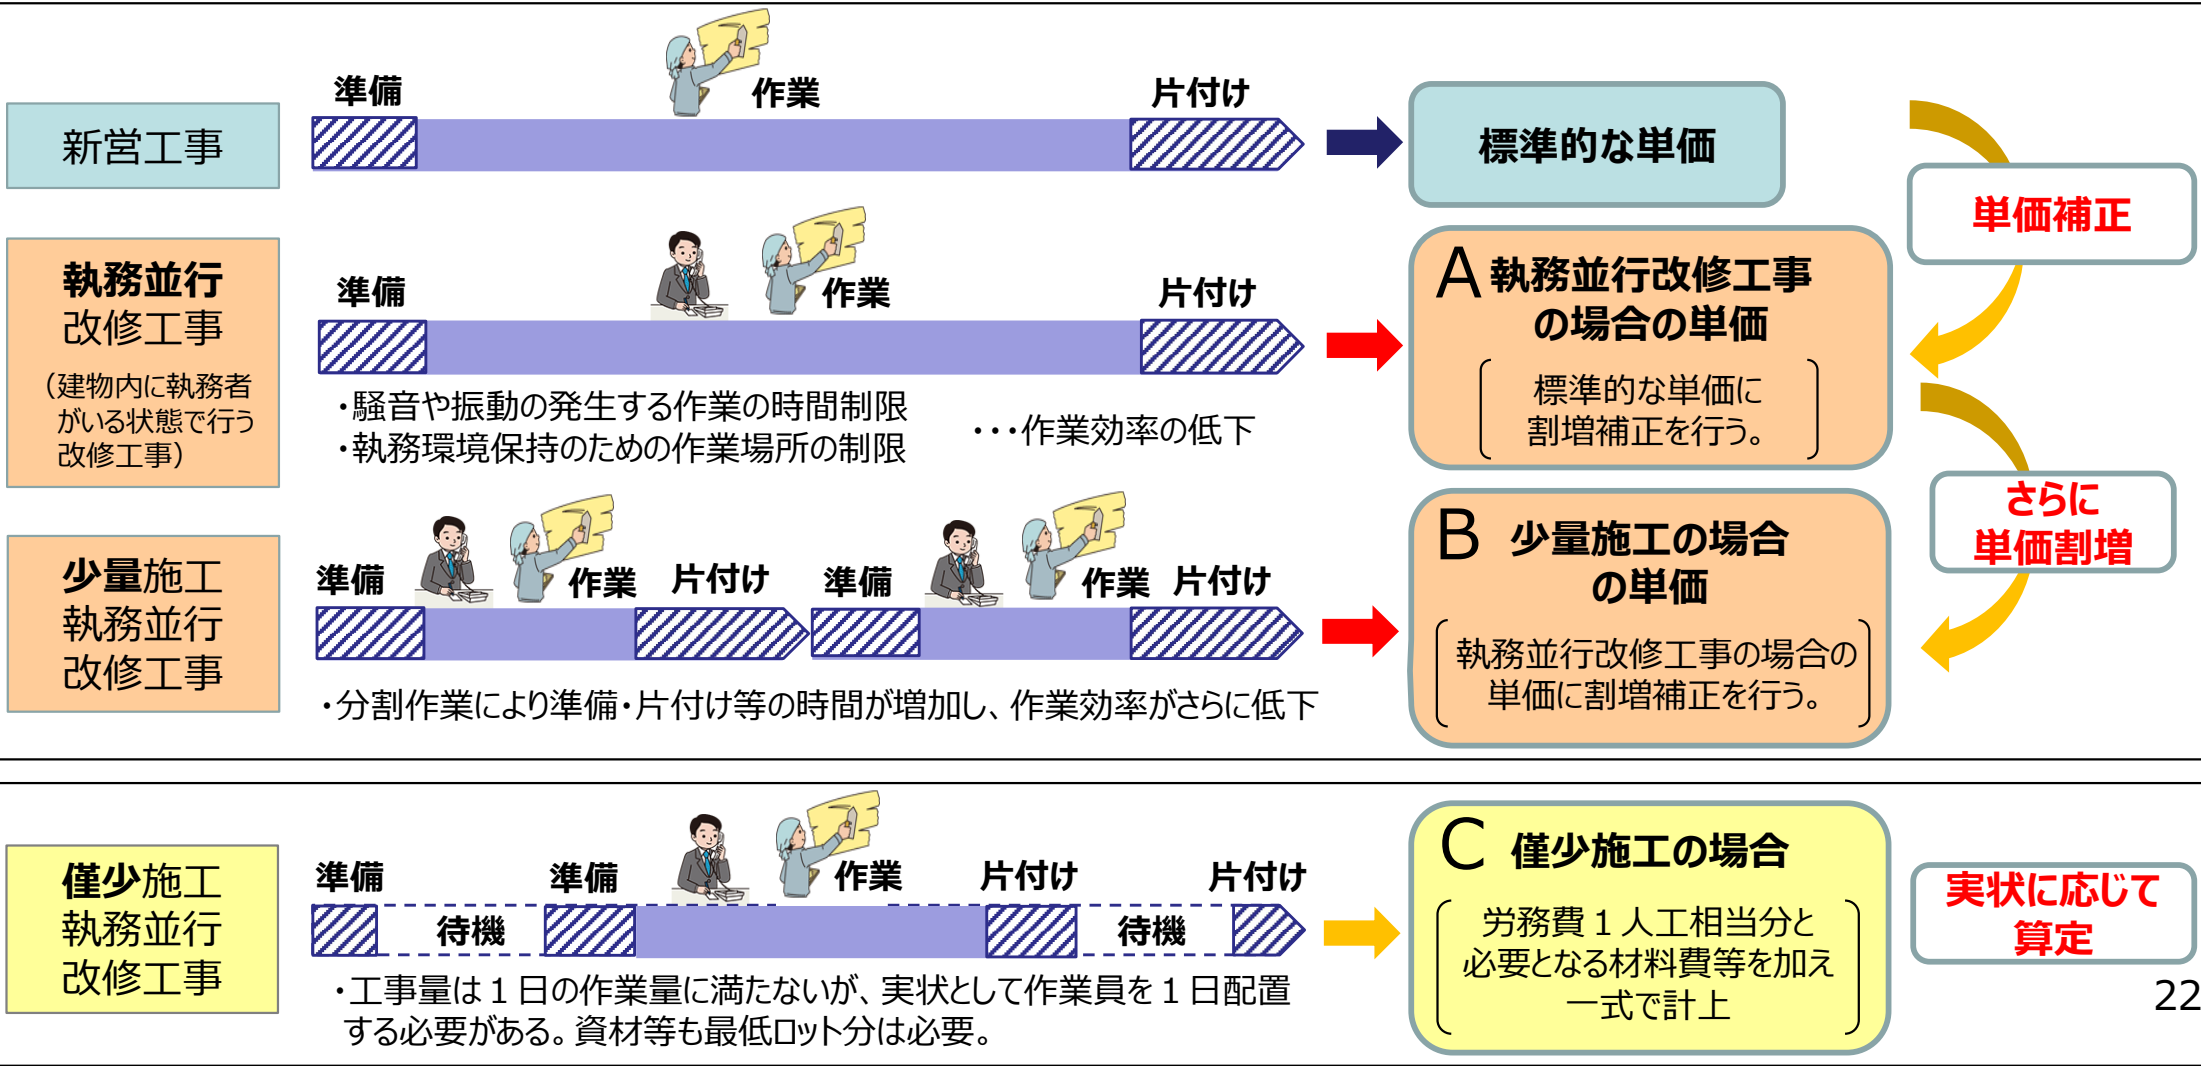 新営工事
準備
作業
片付け
標準的な単価
単価補正
執務並行
改修工事
（建物内に執務者
がいる状態で行う
改修工事）
準備
作業
片付け
・騒音や振動の発生する作業の時間制限
・執務環境保持のための作業場所の制限
・・・作業効率の低下
A 執務並行改修工事
の場合の単価
標準的な単価に
割増補正を行う。
さらに
単価割増
少量施工
執務並行
改修工事
準備
作業
片付け
準備
作業
片付け
・分割作業により準備・片付け等の時間が増加し、作業効率がさらに低下
B 少量施工の場合
の単価
執務並行改修工事の場合の
単価に割増補正を行う。
僅少施工
執務並行
改修工事
準備
待機
準備
作業
片付け
待機
片付け
・工事量は１日の作業量に満たないが、実状として作業員を１日配置
する必要がある。資材等も最低ロット分は必要。
C 僅少施工の場合
労務費１人工相当分と
必要となる材料費等を加え
一式で計上
実状に応じて
算定
22